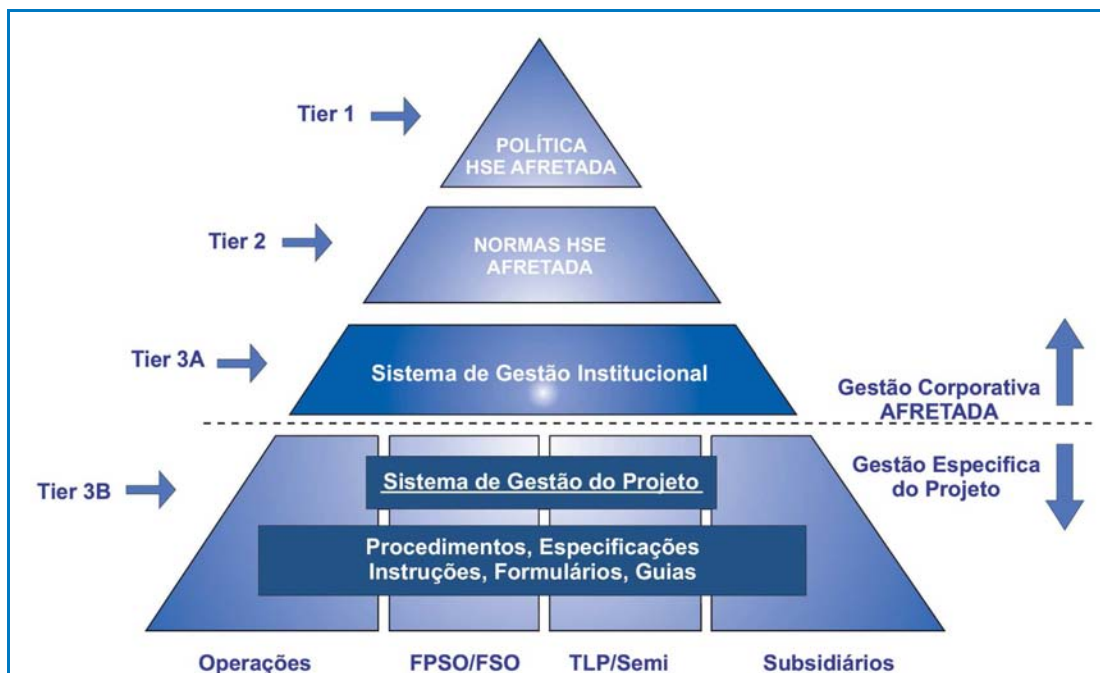 Tier 1
POLÍTICA
HSE AFRETADA
Tier 2
NORMAS HSE
AFRETADA
Tier 3A
Sistema de Gestão Institucional
Gestão Corporativa
AFRETADA
Tier 3B
Sistema de Gestão do Projeto
Gestão Especifica
do Projeto
Procedimentos, Especificações
Instruções, Formulários, Guias
Operações
FPSO/FSO
TLP/Semi
Subsidiários